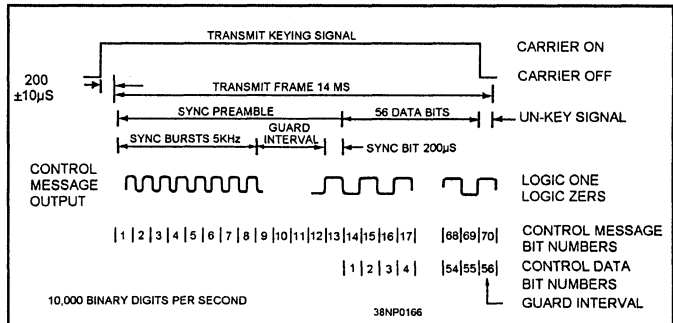 TRANSMIT KEYING SIGNAL
CARRIER ON
CARRIER OFF
200
±10µS
TRANSMIT FRAME 14 MS
SYNC PREAMBLE
56 DATA BITS
UN-KEY SIGNAL
SYNC BURSTS 5KHz
GUARD
INTERVAL
SYNC BIT 200µS
CONTROL
MESSAGE
OUTPUT
LOGIC ONE
LOGIC ZERS
1 2 3 4 5 6 7 8 9 10 11 12 13 14 15 16 17 68 69 70
CONTROL MESSAGE
BIT NUMBERS
1 2 3 4 54 55 56
CONTROL DATA
BIT NUMBERS
GUARD INTERVAL
10,000 BINARY DIGITS PER SECOND
38NP0166